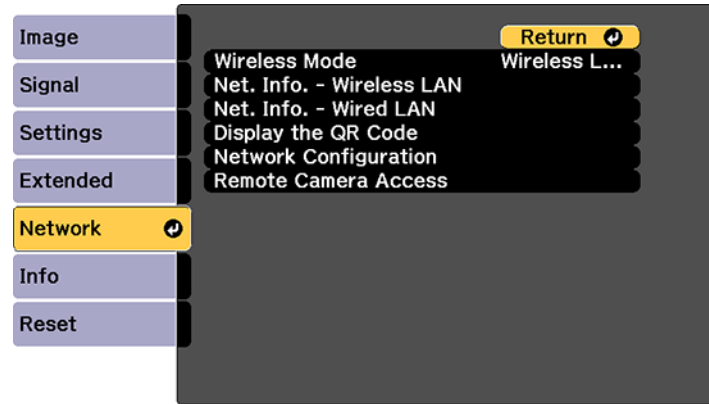 Image
Signal
Settings
Extended
Network
Info
Reset
Return
Wireless Mode Wireless L...
Net. Info. - Wireless LAN
Net. Info. - Wired LAN
Display the QR Code
Network Configuration
Remote Camera Access